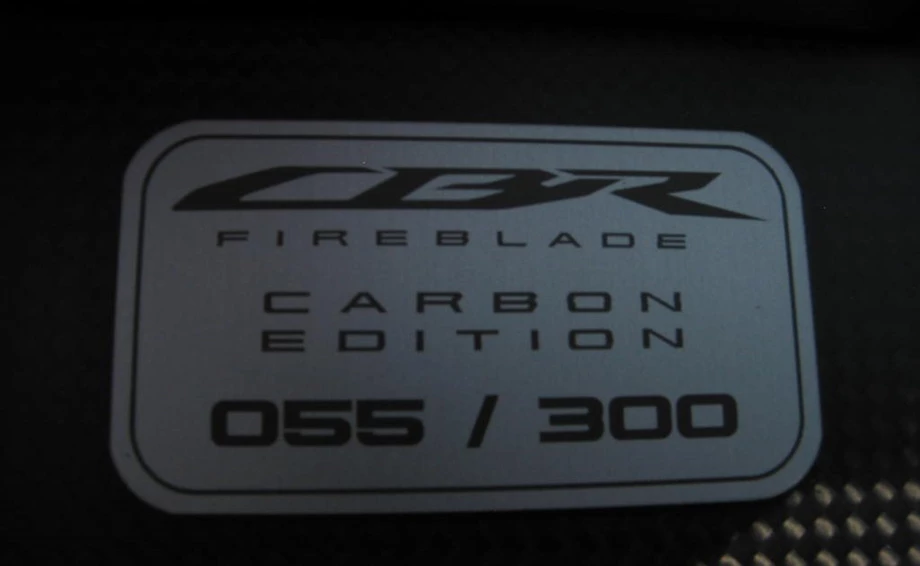 CBR
FIREBLADE
CARBON
EDITION
055 / 300